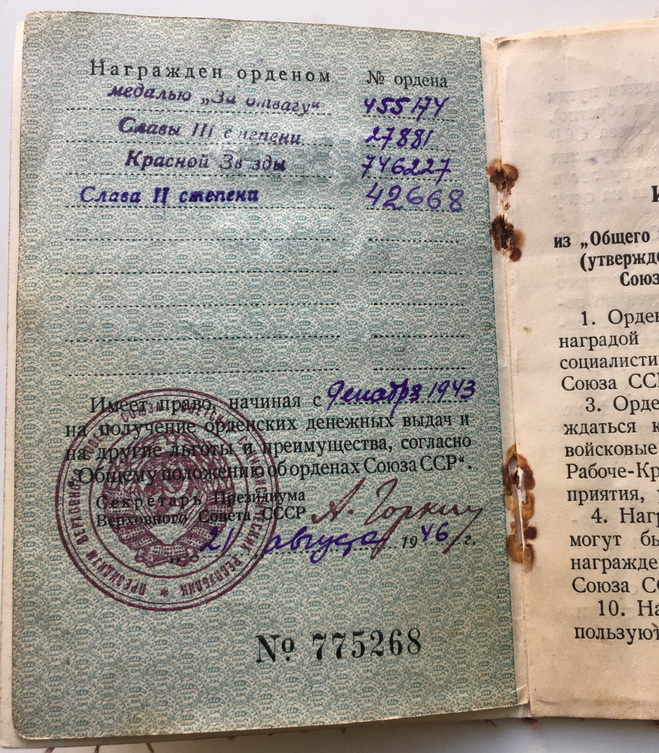 Награжден орденом № ордена
медалью „За отвагу“ 455174
Славы III степени 27881
Красной Звезды 746227
Слава II степени 42668
Имеет право, начиная с декабря 1943
на получение орденских денежных выдач и
на другие льготы и преимущества, согласно
„Общему положению об орденах Союза ССР“.
Секретарь Президиума
Верховного Совета СССР А. Горкин
21 августа 1946 г.
№ 775268
из „Общего
(утвержде
Союз
1. Орден
наградой
социалисти
Союза ССР
3. Орде
ждаться к
войсковые
Рабоче-Кр
приятия,
4. Нагр
могут бы
награжде
Союза Сс
10. На
пользуют